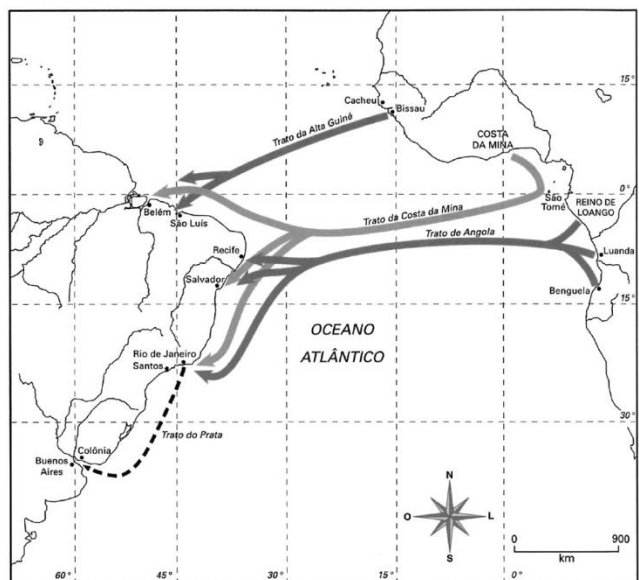 15°
Cacheu
Bissau
Trato da Alta Guiné
COSTA
DA MINA
0°
São
Tomé
REINO DE
LOANGO
Belém
São Luís
Trato da Costa da Mina
Trato de Angola
Recife
Luanda
Salvador
Benguela
15°
OCEANO
ATLÂNTICO
Rio de Janeiro
Santos
30°
Trato do Prata
Colônia
Buenos
Aires
N
O
L
S
0
900
km
60°
45°
15°
0°